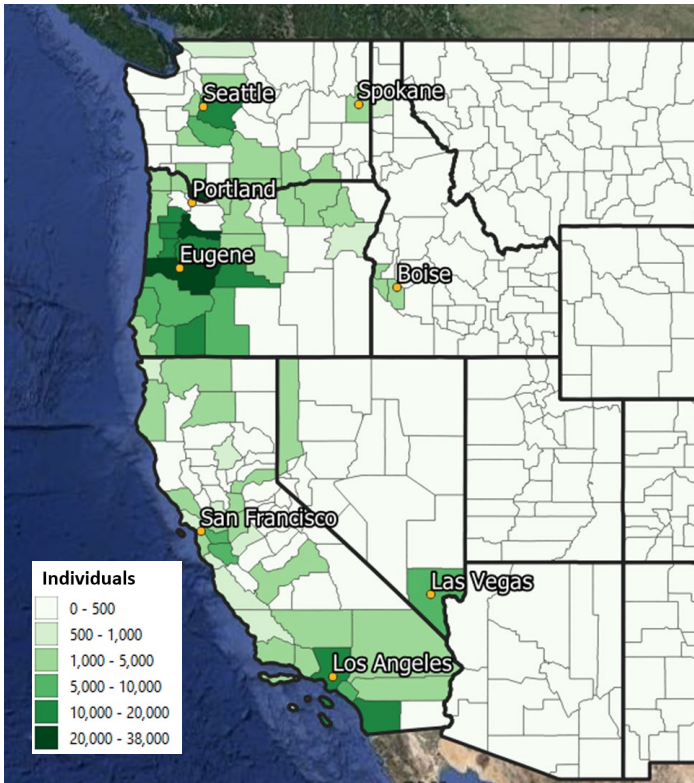 Seattle
Spokane
Portland
Eugene
Boise
San Francisco
Las Vegas
Los Angeles
Individuals
0 - 500
500 - 1,000
1,000 - 5,000
5,000 - 10,000
10,000 - 20,000
20,000 - 38,000